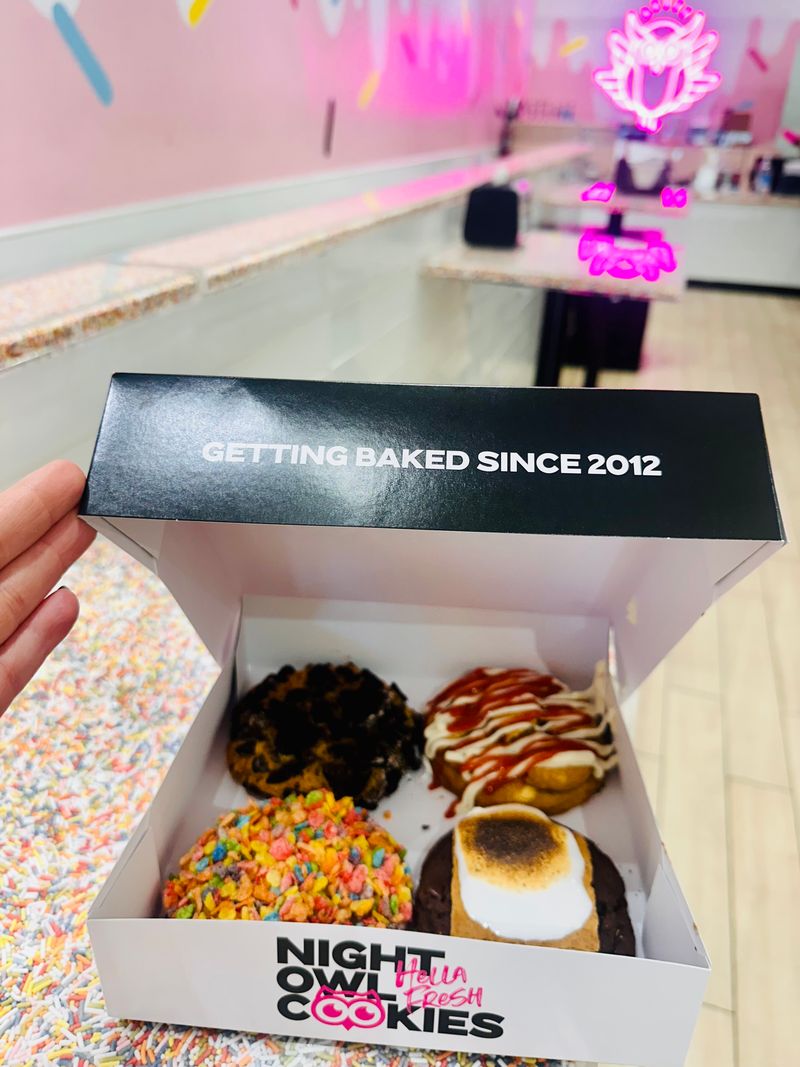 GETTING BAKED SINCE 2012
NIGHT
OWL Hella
Fresh
COOKIES